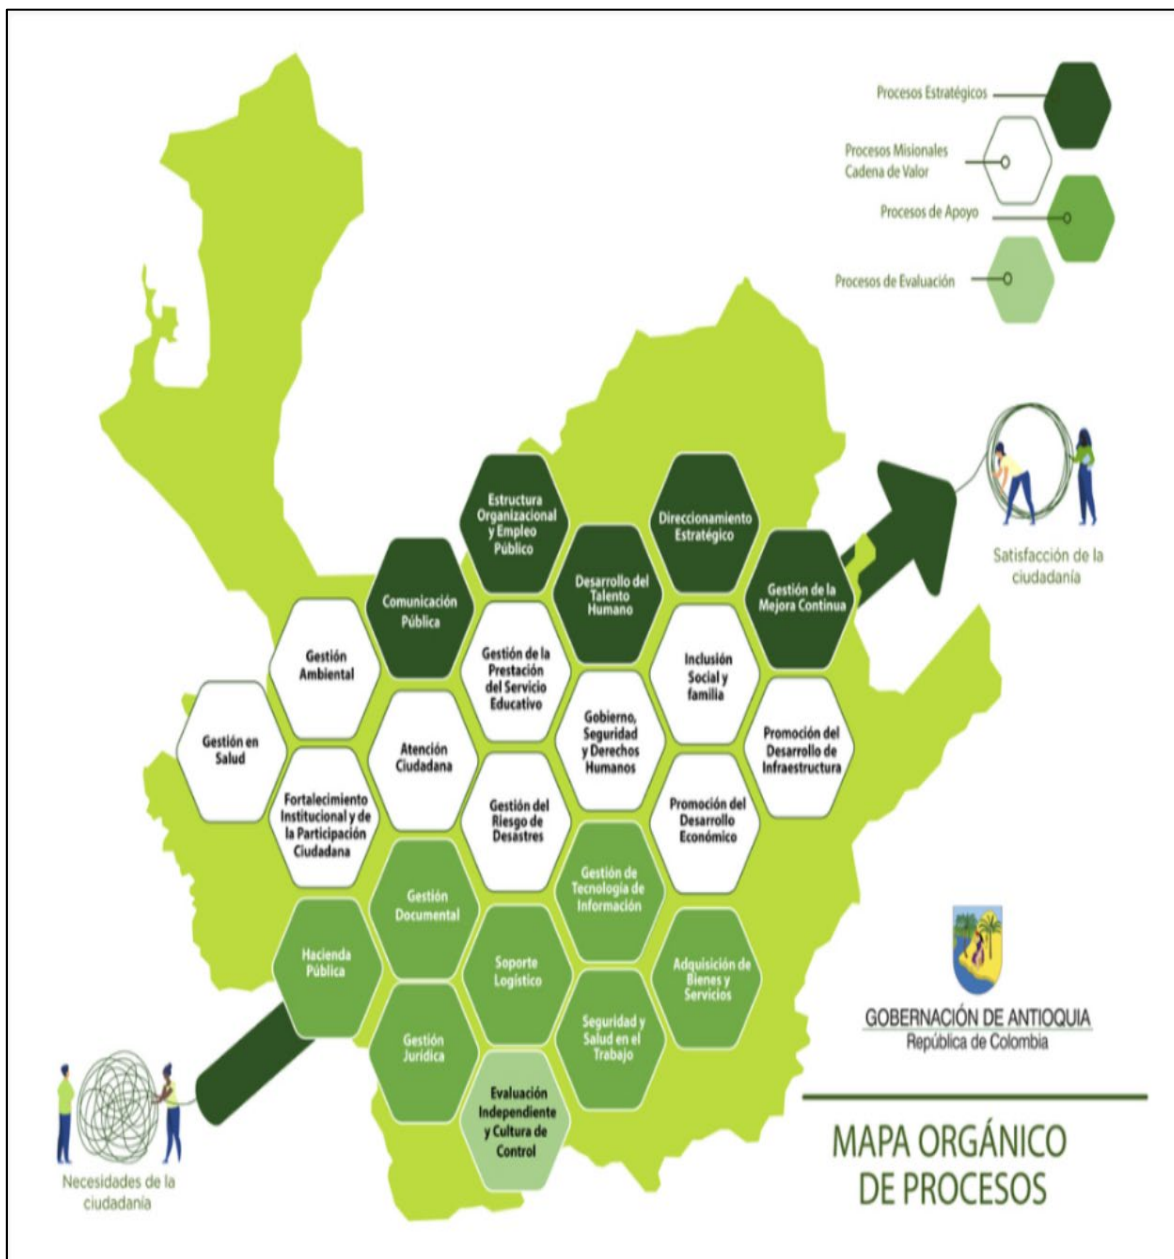 Procesos Estratégicos
Procesos Misionales
Cadena de Valor
Procesos de Apoyo
Procesos de Evaluación
Estructura
Organizacional
y Empleo
Público
Direccionamiento
Estratégico
Comunicación
Pública
Desarrollo del
Talento
Humano
Gestión de la
Mejora Continua
Satisfacción de la
ciudadanía
Gestión
Ambiental
Gestión de la
Prestación
del Servicio
Educativo
Inclusión
Social y
familia
Gestión en
Salud
Atención
Ciudadana
Gobierno,
Seguridad
y Derechos
Humanos
Promoción del
Desarrollo de
Infraestructura
Fortalecimiento
Institucional y de
la Participación
Ciudadana
Gestión del
Riesgo de
Desastres
Promoción del
Desarrollo
Económico
Gestión
Documental
Gestión de
Tecnología de
Información
Hacienda
Pública
Soporte
Logístico
Adquisición de
Bienes y
Servicios
Gestión
Jurídica
Seguridad y
Salud en el
Trabajo
Evaluación
Independiente
y Cultura de
Control
Necesidades de la
ciudadanía
GOBERNACIÓN DE ANTIOQUIA
República de Colombia
MAPA ORGÁNICO
DE PROCESOS